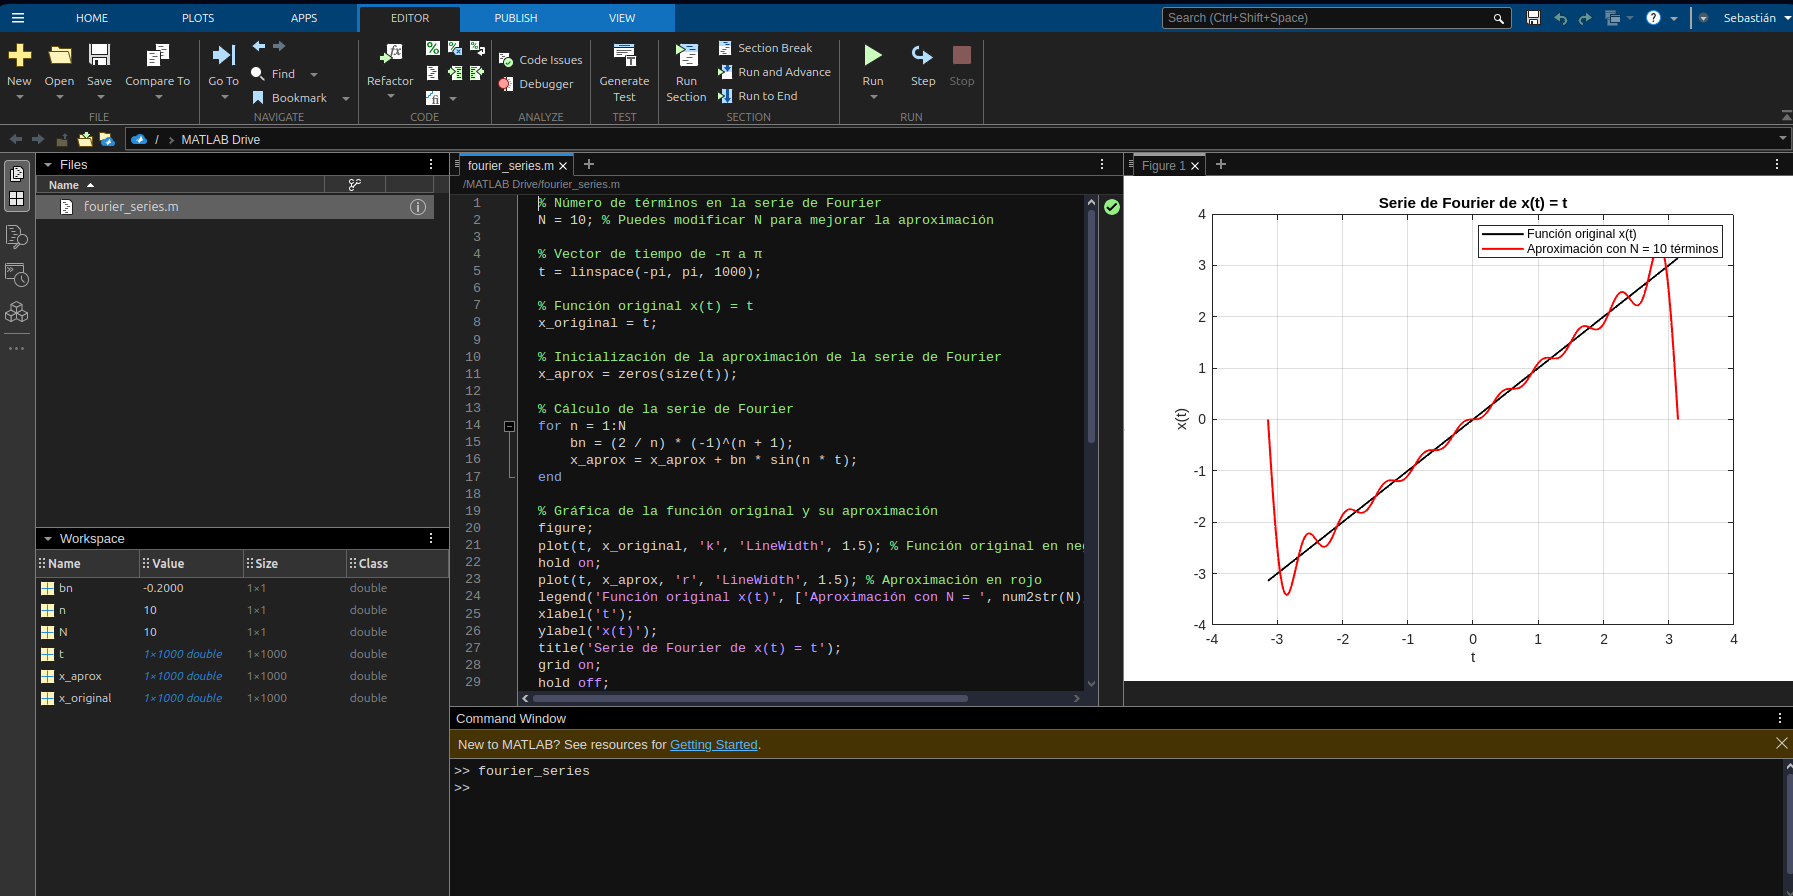 HOME PLOTS APPS EDITOR PUBLISH VIEW Search (Ctrl+Shift+Space) Sebastián
New Open Save Compare To
FILE
Go To Find Bookmark
NAVIGATE
Refactor
CODE
Code Issues
Debugger
ANALYZE
Generate Test
TEST
Run Section
Section Break
Run and Advance
Run to End
SECTION
Run Step Stop
RUN
/ MATLAB Drive
Files
Name
fourier_series.m
Workspace
Name Value Size Class
bn -0.2000 1×1 double
n 10 1×1 double
N 10 1×1 double
t 1×1000 double 1×1000 double
x_aprox 1×1000 double 1×1000 double
x_original 1×1000 double 1×1000 double
fourier_series.m
/MATLAB Drive/fourier_series.m
1 % Número de términos en la serie de Fourier
2 N = 10; % Puedes modificar N para mejorar la aproximación
3
4 % Vector de tiempo de -π a π
5 t = linspace(-pi, pi, 1000);
6
7 % Función original x(t) = t
8 x_original = t;
9
10 % Inicialización de la aproximación de la serie de Fourier
11 x_aprox = zeros(size(t));
12
13 % Cálculo de la serie de Fourier
14 for n = 1:N
15 bn = (2 / n) * (-1)^(n + 1);
16 x_aprox = x_aprox + bn * sin(n * t);
17 end
18
19 % Gráfica de la función original y su aproximación
20 figure;
21 plot(t, x_original, 'k', 'LineWidth', 1.5); % Función original en ne
22 hold on;
23 plot(t, x_aprox, 'r', 'LineWidth', 1.5); % Aproximación en rojo
24 legend('Función original x(t)', ['Aproximación con N = ', num2str(N)
25 xlabel('t');
26 ylabel('x(t)');
27 title('Serie de Fourier de x(t) = t');
28 grid on;
29 hold off;
Figure 1
Serie de Fourier de x(t) = t
Función original x(t)
Aproximación con N = 10 términos
x(t)
4
3
2
1
0
-1
-2
-3
-4
-4 -3 -2 -1 0 1 2 3 4
t
Command Window
New to MATLAB? See resources for Getting Started.
>> fourier_series
>>